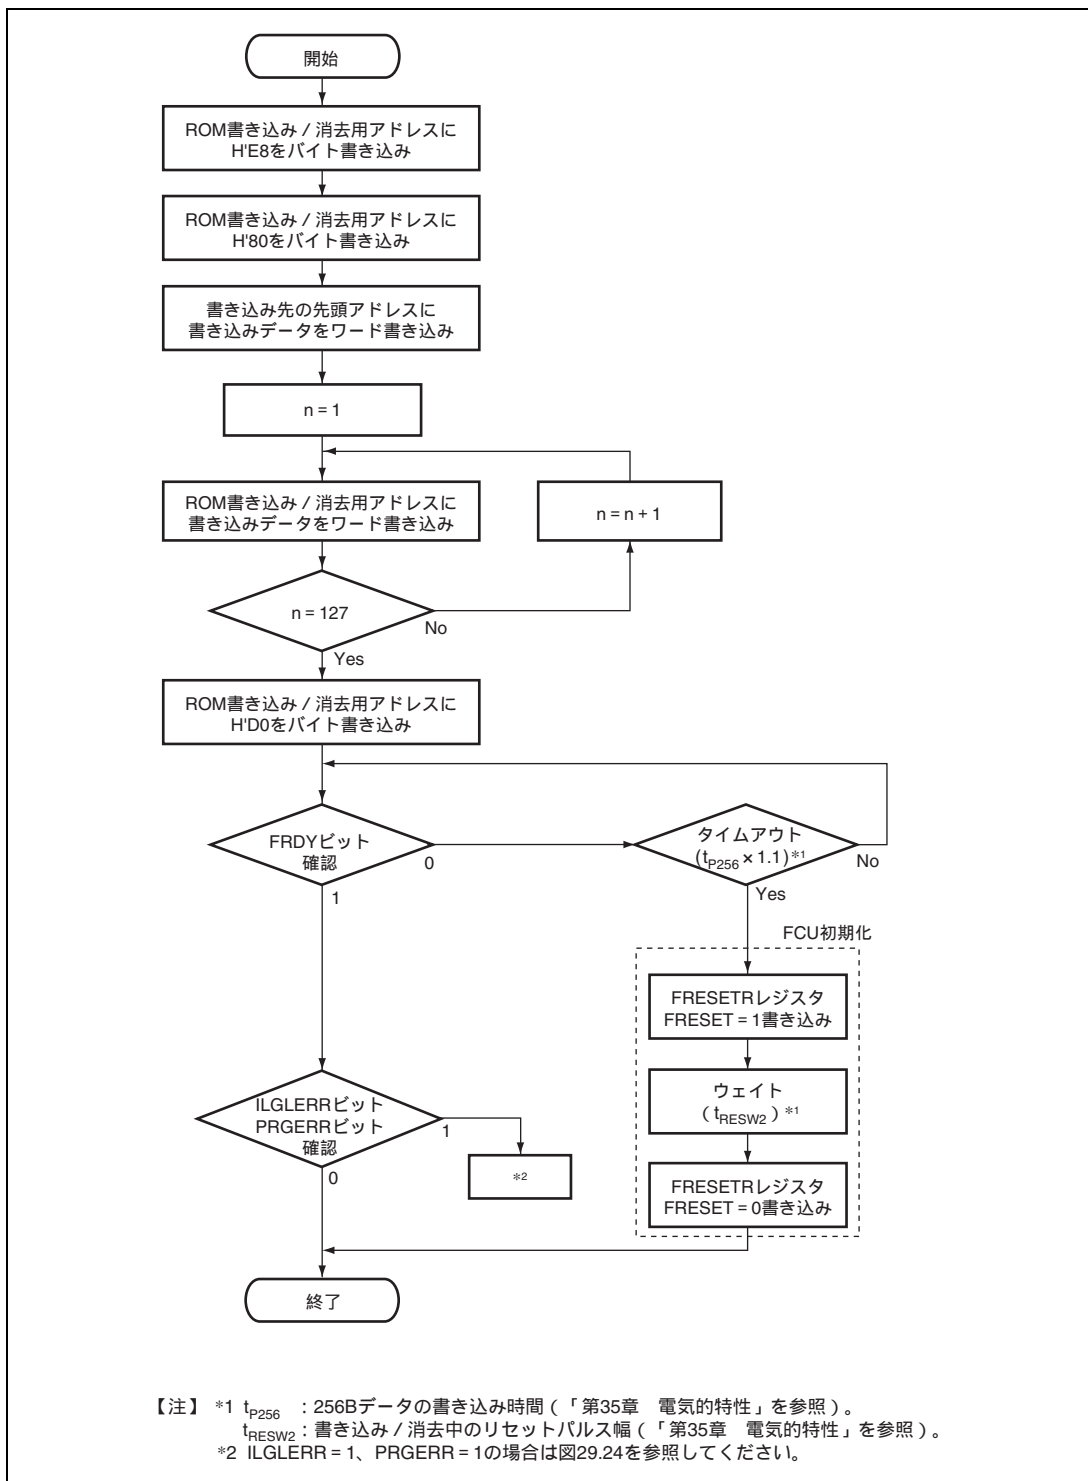 開始
ROM書き込み / 消去用アドレスに
H'E8をバイト書き込み
ROM書き込み / 消去用アドレスに
H'80をバイト書き込み
書き込み先の先頭アドレスに
書き込みデータをワード書き込み
n = 1
ROM書き込み / 消去用アドレスに
書き込みデータをワード書き込み
n = n + 1
n = 127
No
Yes
ROM書き込み / 消去用アドレスに
H'D0をバイト書き込み
FRDYビット
確認
0
1
タイムアウト
(tP256 × 1.1)*1
No
Yes
FCU初期化
FRESETRレジスタ
FRESET = 1書き込み
ウェイト
(tRESW2) *1
FRESETRレジスタ
FRESET = 0書き込み
ILGLERRビット
PRGERRビット
確認
1
0
*2
終了
【注】 *1 tP256 : 256Bデータの書き込み時間(「第35章 電気的特性」を参照)。
tRESW2 : 書き込み / 消去中のリセットパルス幅(「第35章 電気的特性」を参照)。
*2 ILGLERR = 1、PRGERR = 1の場合は図29.24を参照してください。